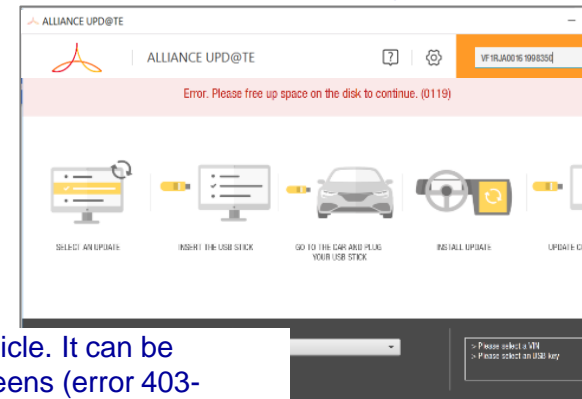 ALLIANCE UPD@TE
ALLIANCE UPD@TE
VF1RJA00161998350
Error. Please free up space on the disk to continue. (0119)
SELECT AN UPDATE
INSERT THE USB STICK
GO TO THE CAR AND PLUG
YOUR USB STICK
INSTALL UPDATE
UPDATE C
icle. It can be
eens (error 403-
> Please select a VIN
> Please select an USB key